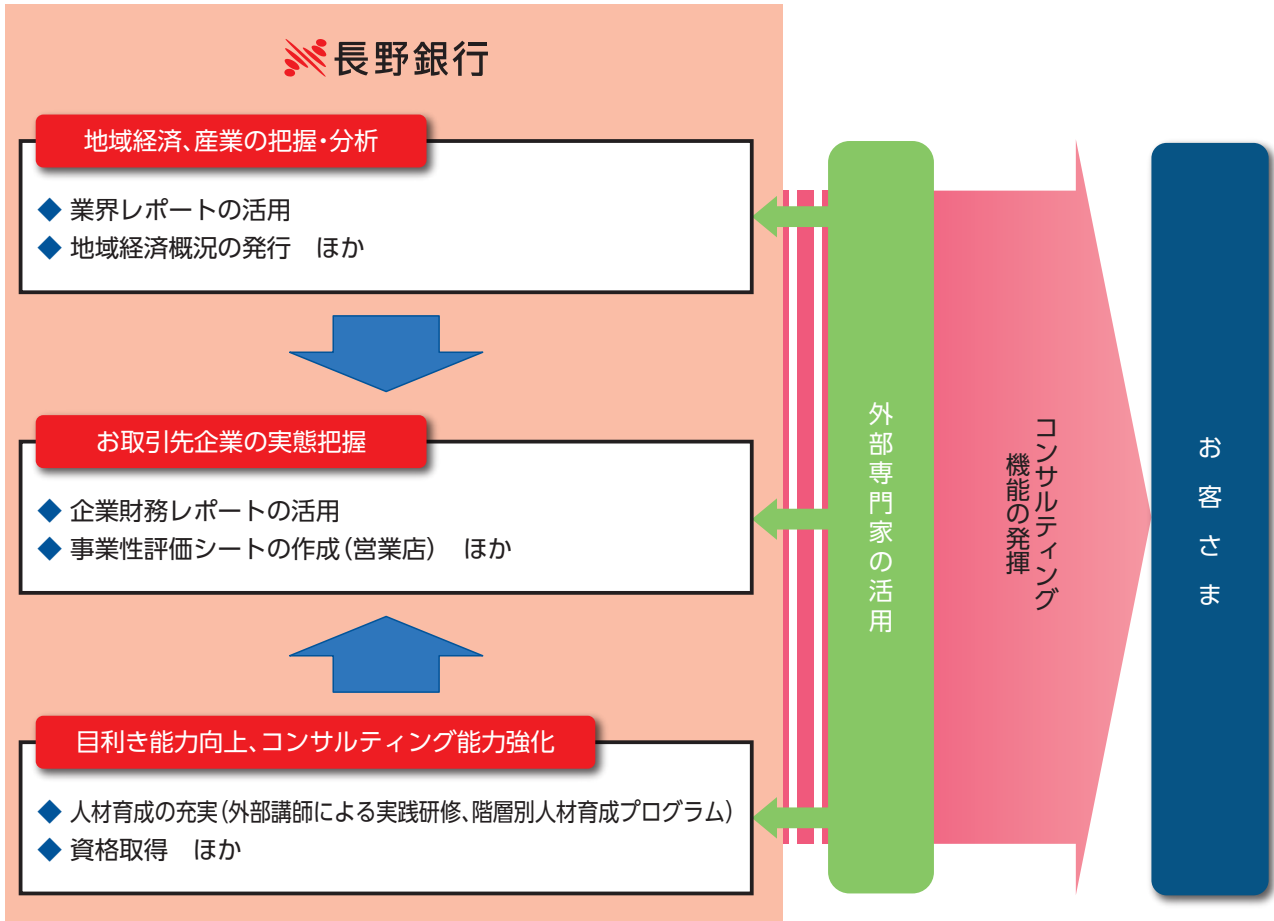 長野銀行
地域経済、産業の把握・分析
◆ 業界レポートの活用
◆ 地域経済概況の発行　ほか
お取引先企業の実態把握
◆ 企業財務レポートの活用
◆ 事業性評価シートの作成(営業店)　ほか
目利き能力向上、コンサルティング能力強化
◆ 人材育成の充実(外部講師による実践研修、階層別人材育成プログラム)
◆ 資格取得　ほか
外部専門家の活用
コンサルティング
機能の発揮
お客さま